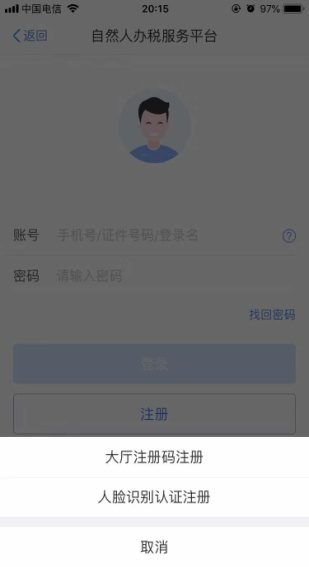 中国电信 20:15 97%
返回 自然人办税服务平台
账号 手机号/证件号码/登录名 ?
密码 请输入密码
找回密码
登录
注册
大厅注册码注册
人脸识别认证注册
取消